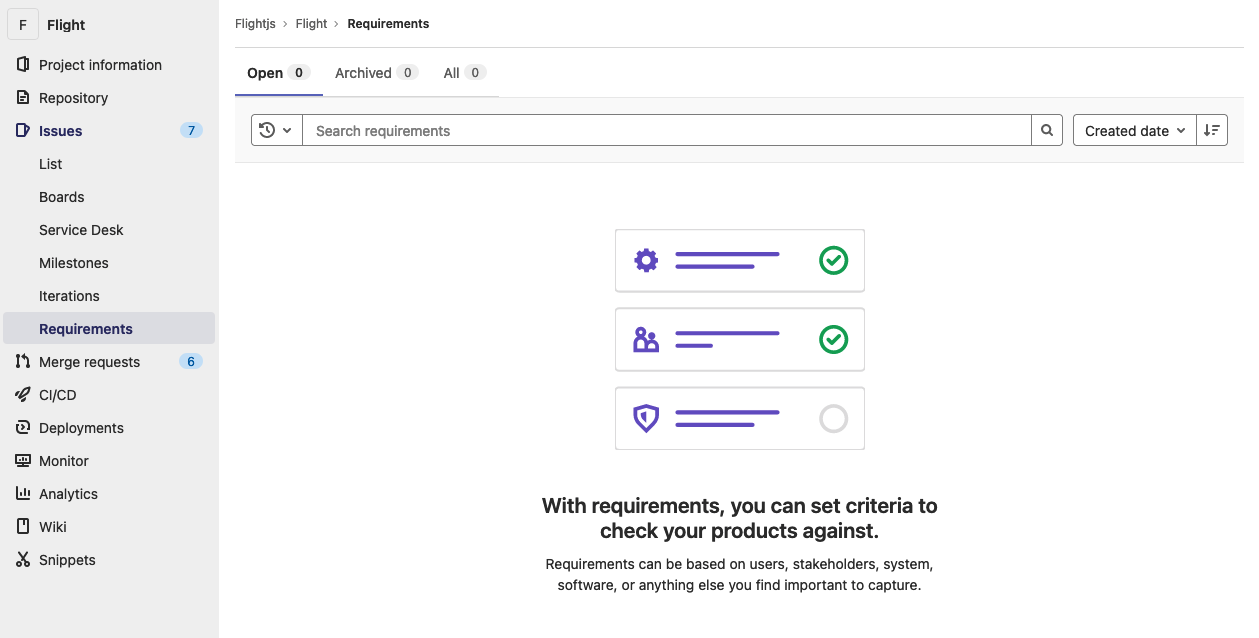 F Flight
Project information
Repository
Issues 7
List
Boards
Service Desk
Milestones
Iterations
Requirements
Merge requests 6
CI/CD
Deployments
Monitor
Analytics
Wiki
Snippets
Flightjs › Flight › Requirements
Open 0 Archived 0 All 0
Search requirements
Created date
With requirements, you can set criteria to
check your products against.
Requirements can be based on users, stakeholders, system,
software, or anything else you find important to capture.